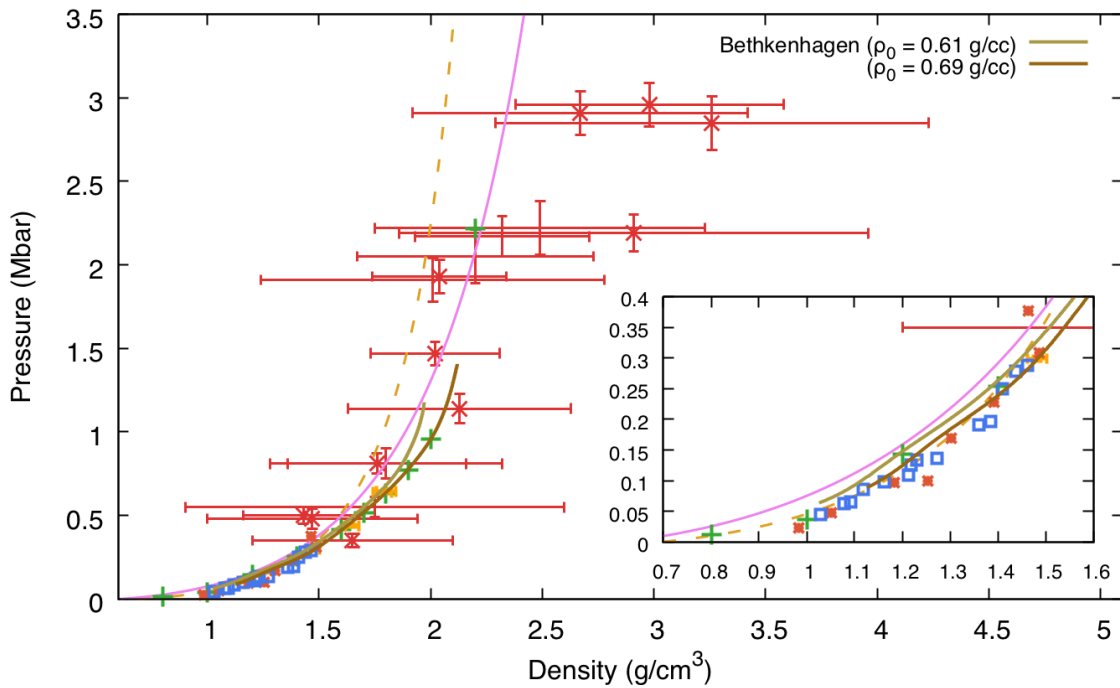 3.5
3
2.5
2
1.5
1
0.5
0
Pressure (Mbar)
Bethkenhagen (ρ₀ = 0.61 g/cc)
(ρ₀ = 0.69 g/cc)
0.4
0.35
0.3
0.25
0.2
0.15
0.1
0.05
0
0.7 0.8 0.9 1 1.1 1.2 1.3 1.4 1.5 1.6
1 1.5 2 2.5 3 3.5 4 4.5 5
Density (g/cm³)